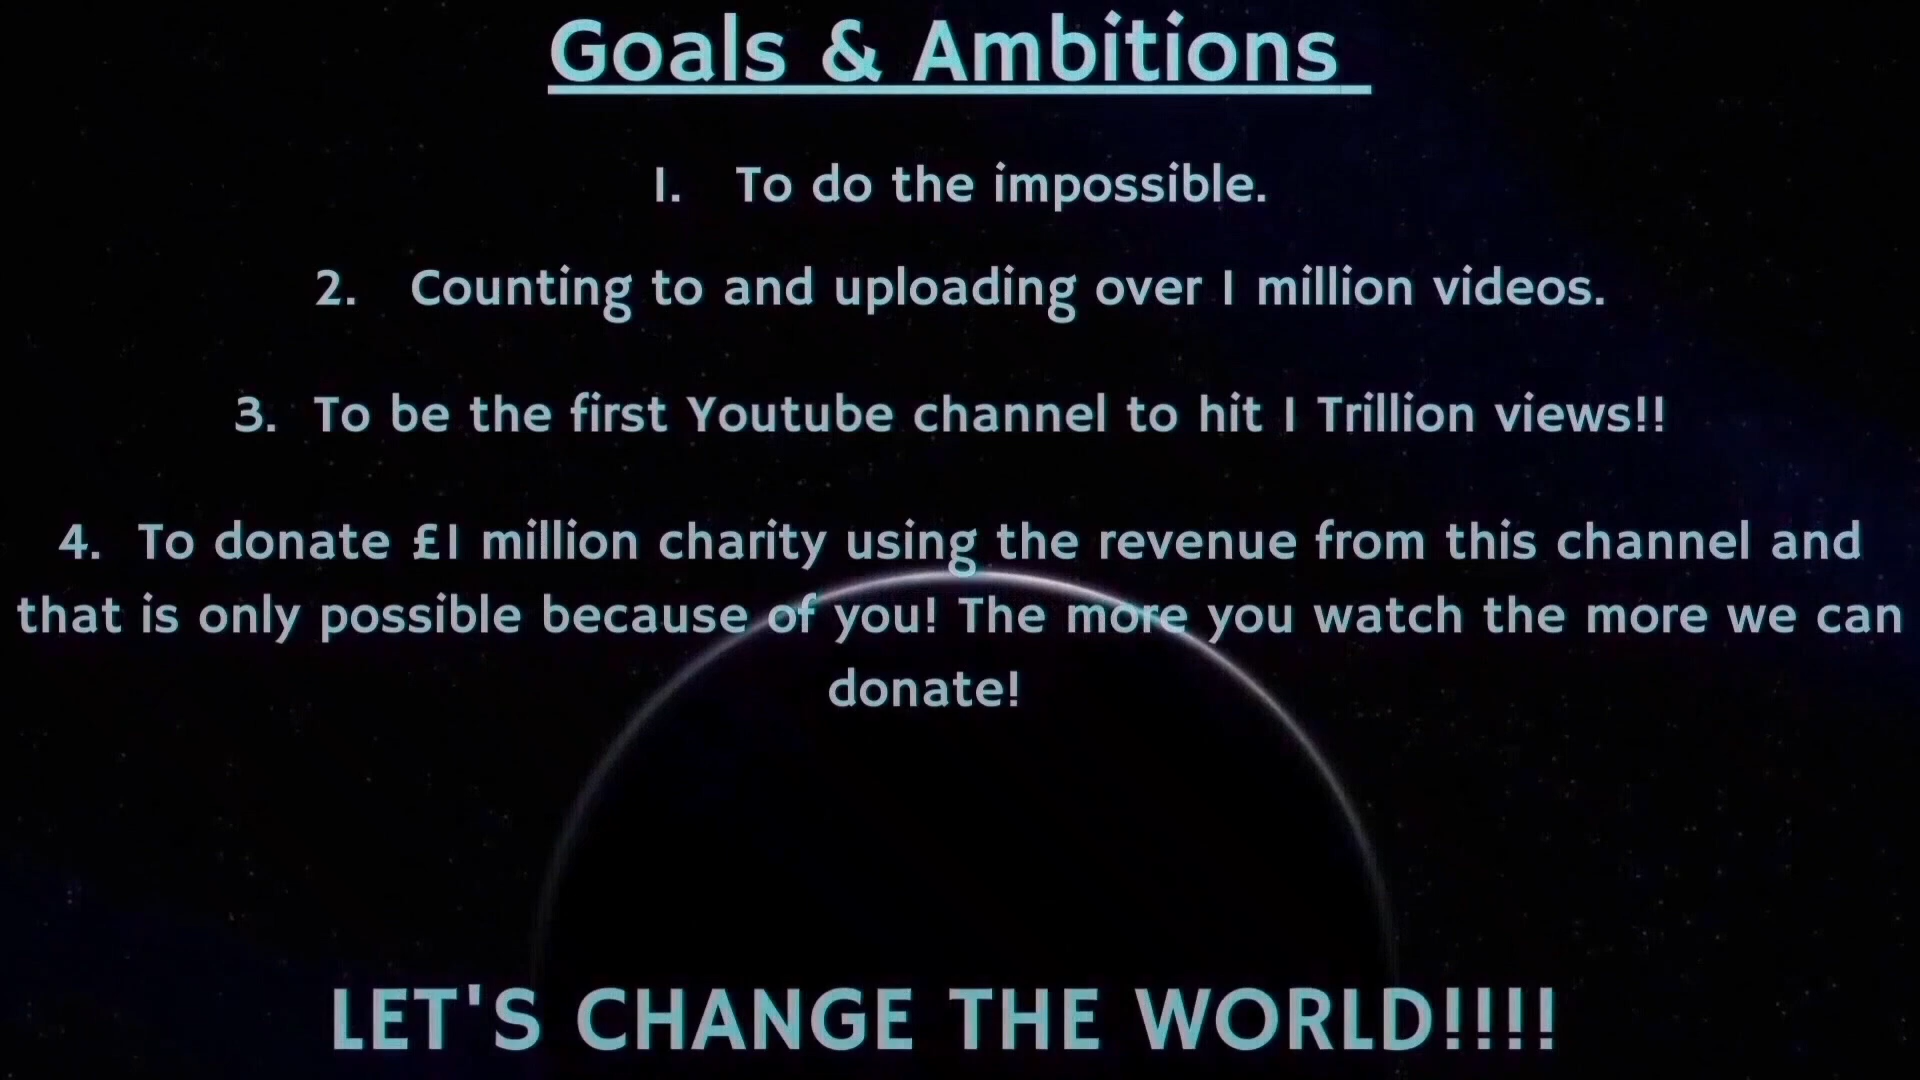 Goals & Ambitions
1. To do the impossible.
2. Counting to and uploading over 1 million videos.
3. To be the first Youtube channel to hit 1 Trillion views!!
4. To donate £1 million charity using the revenue from this channel and
that is only possible because of you! The more you watch the more we can
donate!
LET'S CHANGE THE WORLD!!!!